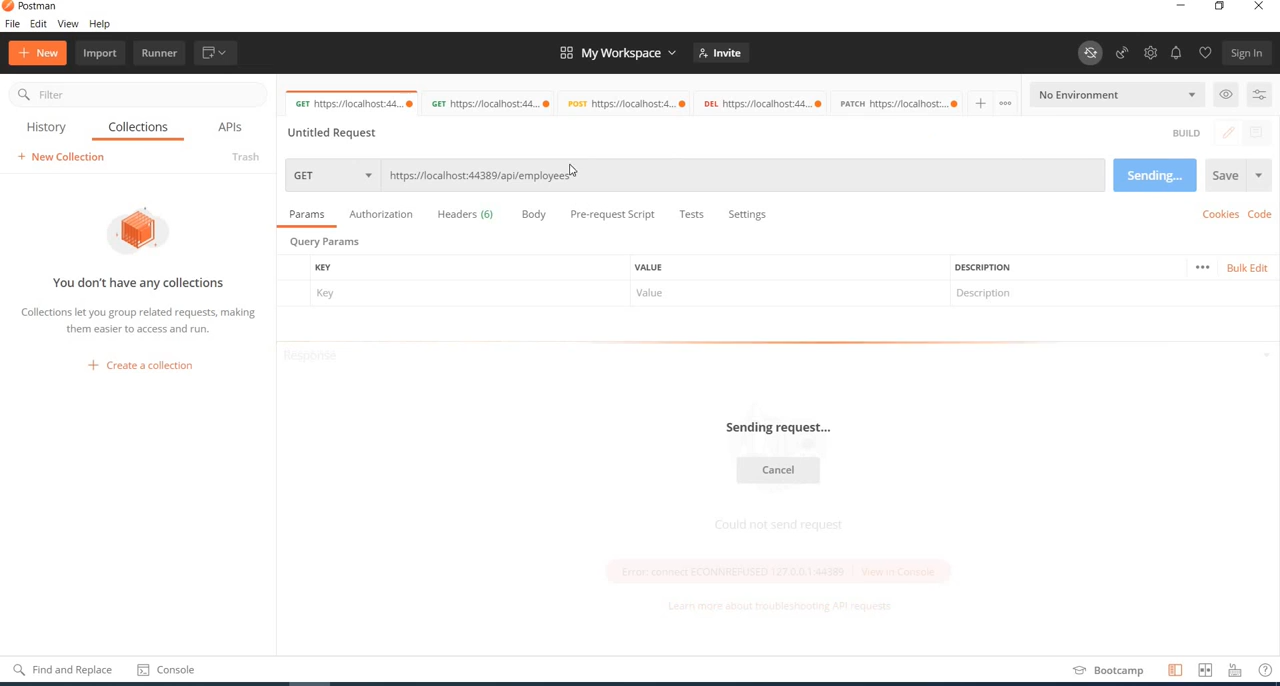 Postman
File Edit View Help
+ New Import Runner My Workspace Invite Sign In
Filter
History Collections APIs
+ New Collection Trash
You don't have any collections
Collections let you group related requests, making
them easier to access and run.
+ Create a collection
GET https://localhost:44... GET https://localhost:44... POST https://localhost:4... DEL https://localhost:44... PATCH https://localhost:... + ooo No Environment
Untitled Request BUILD
GET https://localhost:44389/api/employees Sending... Save
Params Authorization Headers (6) Body Pre-request Script Tests Settings Cookies Code
Query Params
KEY VALUE DESCRIPTION ••• Bulk Edit
Key Value Description
Response
Sending request...
Cancel
Could not send request
Error: connect ECONNREFUSED 127.0.0.1:44389 View in Console
Learn more about troubleshooting API requests
Find and Replace Console Bootcamp